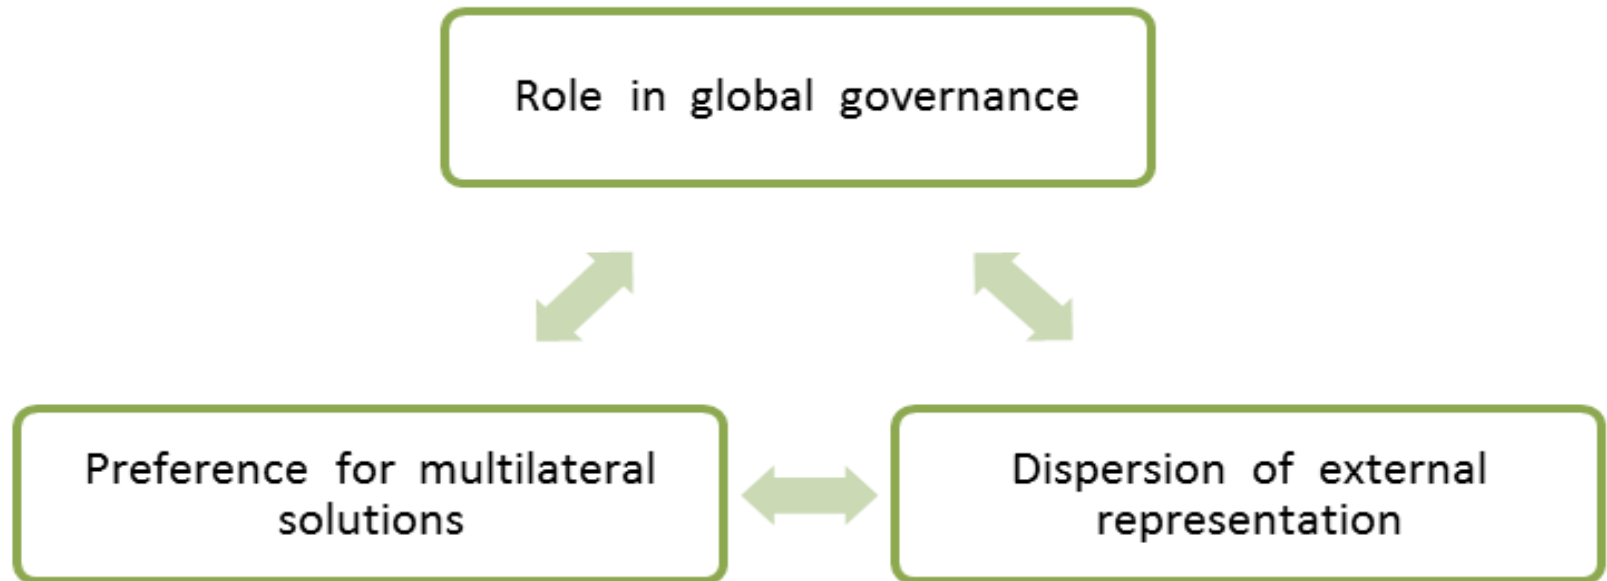 Role in global governance
Preference for multilateral
solutions
Dispersion of external
representation